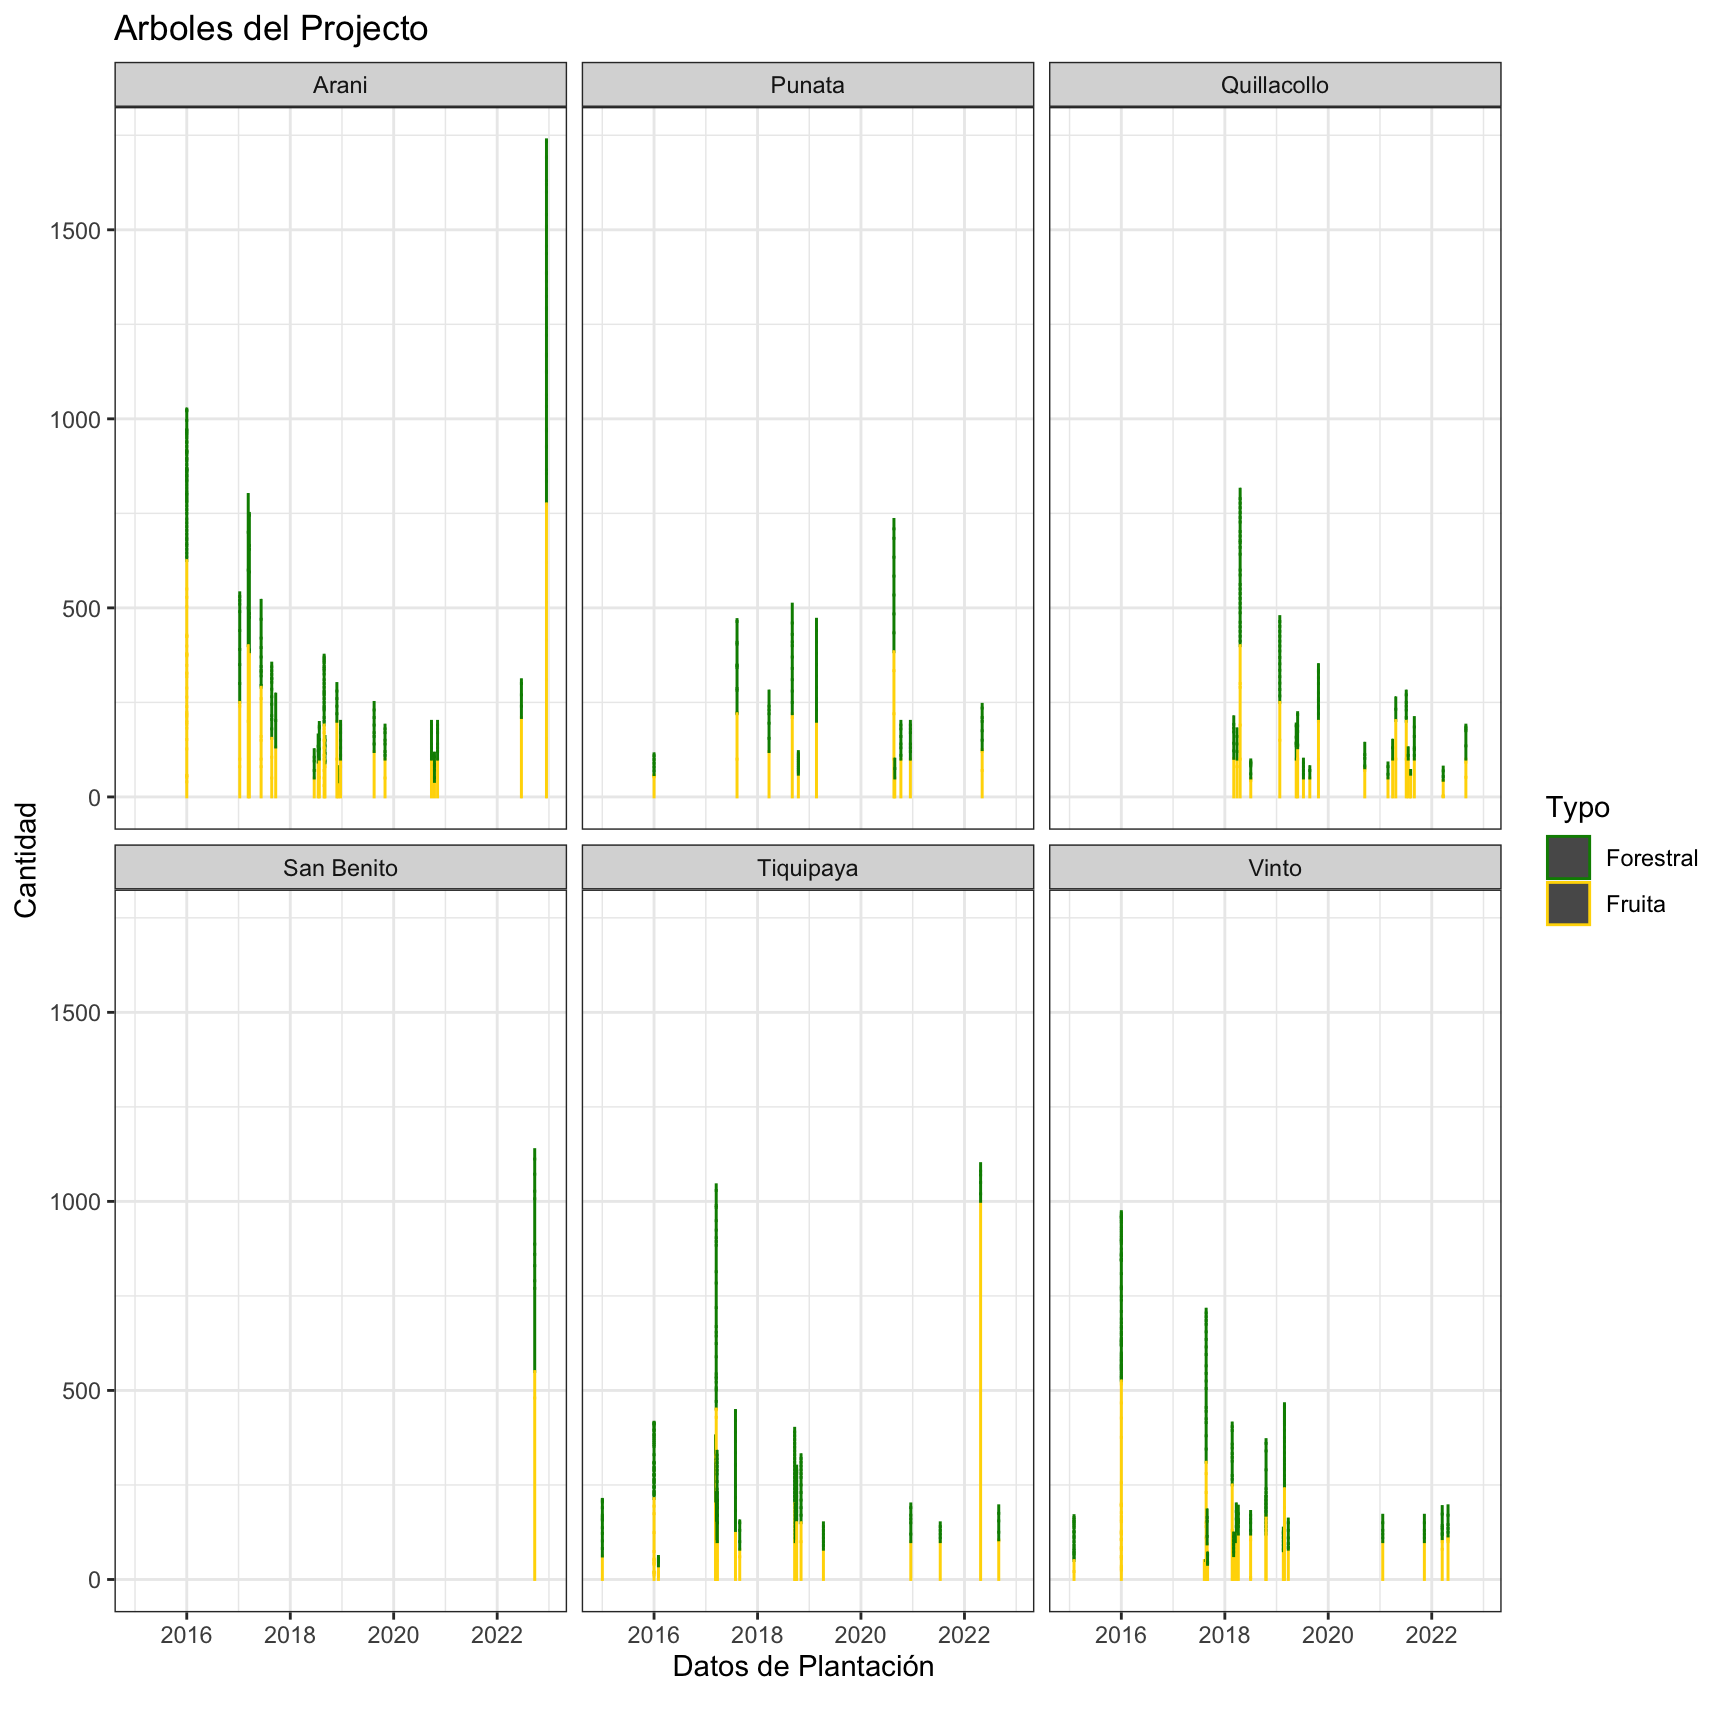 Arboles del Projecto
Arani
Punata
Quillacollo
1500
1000
500
0
San Benito
Tiquipaya
Vinto
1500
1000
500
0
2016 2018 2020 2022
2016 2018 2020 2022
2016 2018 2020 2022
Datos de Plantación
Cantidad
Typo
Forestral
Fruita